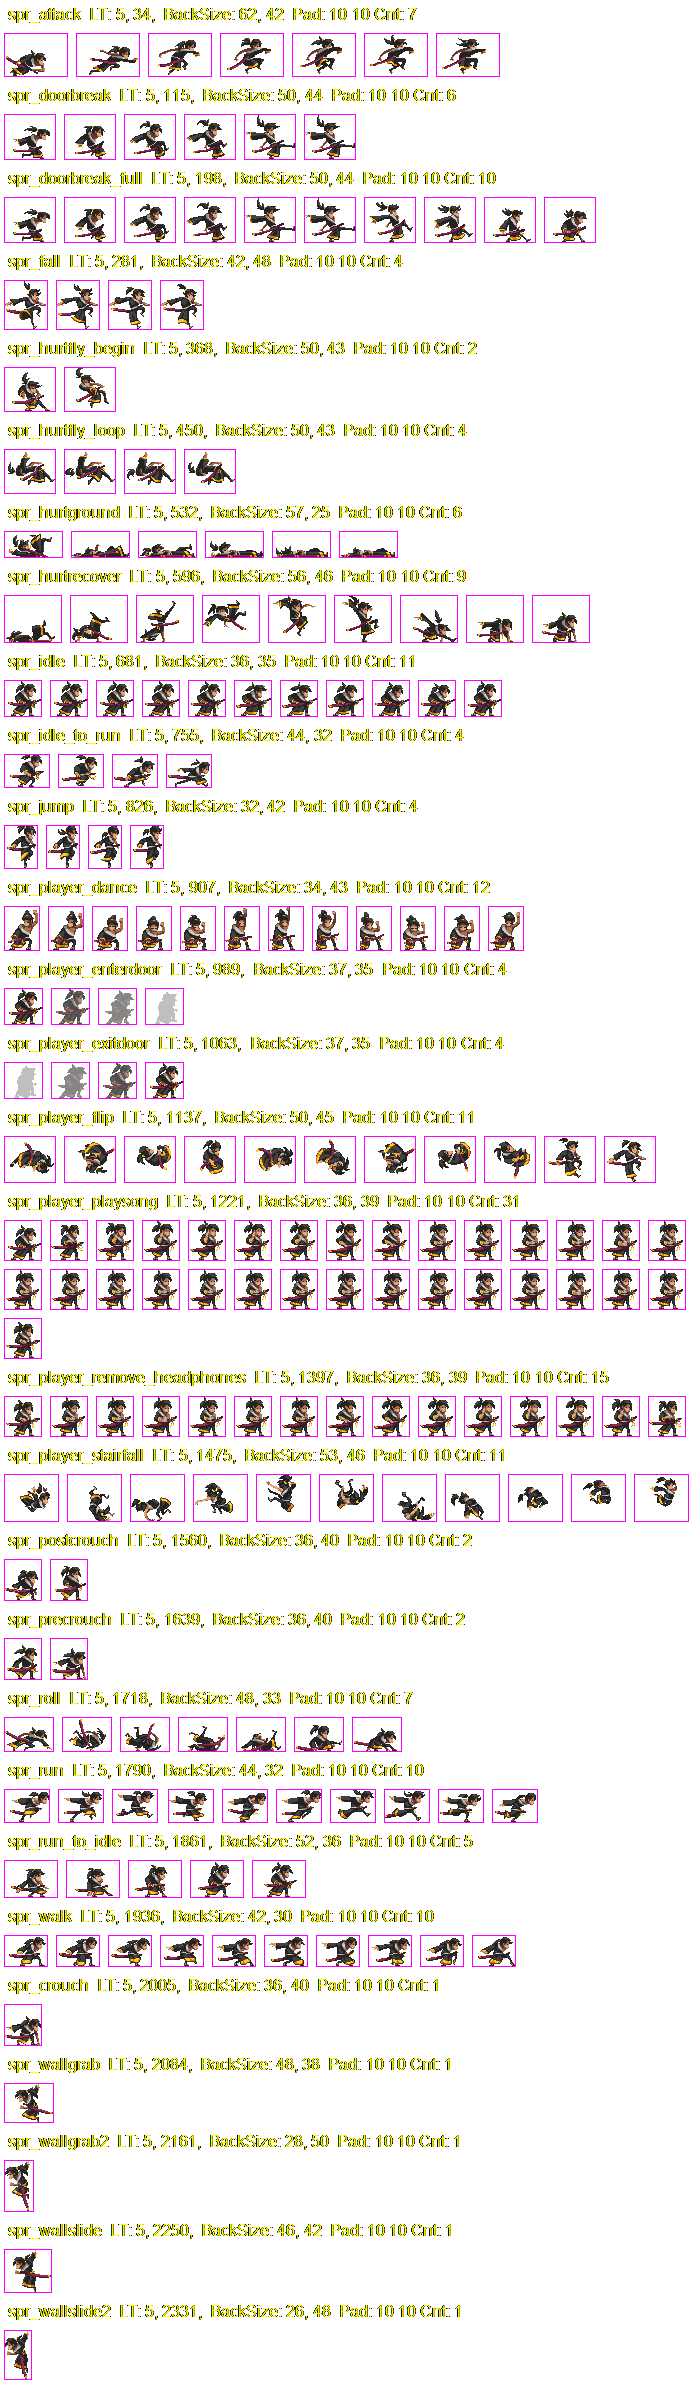 spr_attack LT: 5, 34, BackSize: 62, 42 Pad: 10 10 Cnt: 7
spr_doorbreak LT: 5, 115, BackSize: 50, 44 Pad: 10 10 Cnt: 6
spr_doorbreak_full LT: 5, 198, BackSize: 50, 44 Pad: 10 10 Cnt: 10
spr_fall LT: 5, 281, BackSize: 42, 48 Pad: 10 10 Cnt: 4
spr_hurtfly_begin LT: 5, 368, BackSize: 50, 43 Pad: 10 10 Cnt: 2
spr_hurtfly_loop LT: 5, 450, BackSize: 50, 43 Pad: 10 10 Cnt: 4
spr_hurtground LT: 5, 532, BackSize: 57, 25 Pad: 10 10 Cnt: 6
spr_hurtrecover LT: 5, 596, BackSize: 56, 46 Pad: 10 10 Cnt: 9
spr_idle LT: 5, 681, BackSize: 36, 35 Pad: 10 10 Cnt: 11
spr_idle_to_run LT: 5, 755, BackSize: 44, 32 Pad: 10 10 Cnt: 4
spr_jump LT: 5, 826, BackSize: 32, 42 Pad: 10 10 Cnt: 4
spr_player_dance LT: 5, 907, BackSize: 34, 43 Pad: 10 10 Cnt: 12
spr_player_enterdoor LT: 5, 989, BackSize: 37, 35 Pad: 10 10 Cnt: 4
spr_player_exitdoor LT: 5, 1063, BackSize: 37, 35 Pad: 10 10 Cnt: 4
spr_player_flip LT: 5, 1137, BackSize: 50, 45 Pad: 10 10 Cnt: 11
spr_player_playsong LT: 5, 1221, BackSize: 36, 39 Pad: 10 10 Cnt: 31
spr_player_remove_headphones LT: 5, 1397, BackSize: 36, 39 Pad: 10 10 Cnt: 15
spr_player_stairfall LT: 5, 1475, BackSize: 53, 46 Pad: 10 10 Cnt: 11
spr_postcrouch LT: 5, 1560, BackSize: 36, 40 Pad: 10 10 Cnt: 2
spr_precrouch LT: 5, 1639, BackSize: 36, 40 Pad: 10 10 Cnt: 2
spr_roll LT: 5, 1718, BackSize: 48, 33 Pad: 10 10 Cnt: 7
spr_run LT: 5, 1790, BackSize: 44, 32 Pad: 10 10 Cnt: 10
spr_run_to_idle LT: 5, 1861, BackSize: 52, 36 Pad: 10 10 Cnt: 5
spr_walk LT: 5, 1936, BackSize: 42, 30 Pad: 10 10 Cnt: 10
spr_crouch LT: 5, 2005, BackSize: 36, 40 Pad: 10 10 Cnt: 1
spr_wallgrab LT: 5, 2084, BackSize: 48, 38 Pad: 10 10 Cnt: 1
spr_wallgrab2 LT: 5, 2161, BackSize: 28, 50 Pad: 10 10 Cnt: 1
spr_wallslide LT: 5, 2250, BackSize: 46, 42 Pad: 10 10 Cnt: 1
spr_wallslide2 LT: 5, 2331, BackSize: 26, 48 Pad: 10 10 Cnt: 1